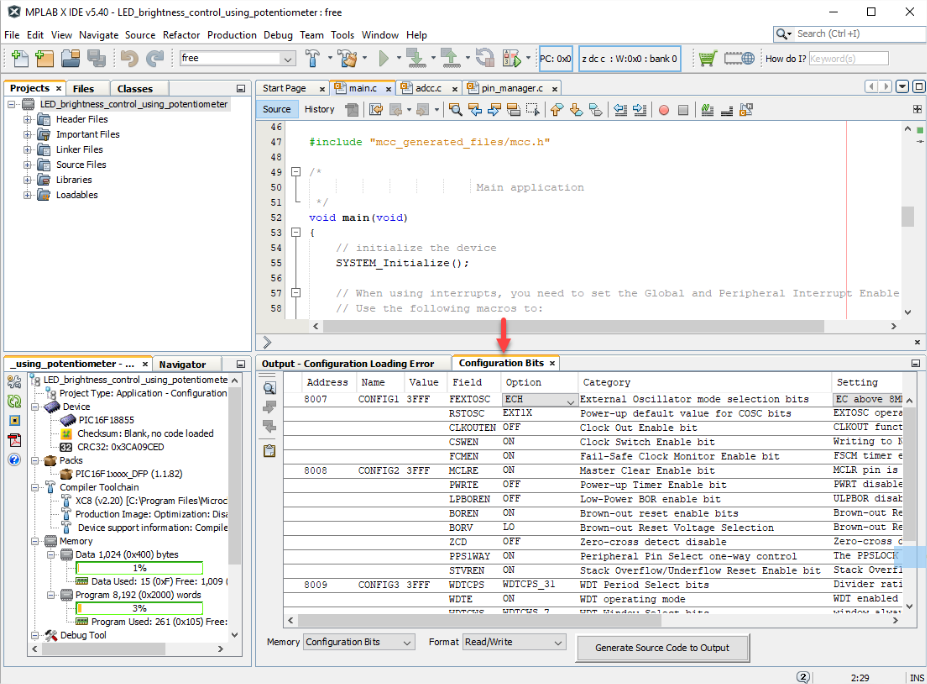 MPLAB X IDE v5.40 - LED_brightness_control_using_potentiometer : free
File Edit View Navigate Source Refactor Production Debug Team Tools Window Help
Search (Ctrl+I)
free
PC: 0x0
z dc c : W:0x0 : bank 0
How do I?
Keyword(s)
Projects Files Classes
LED_brightness_control_using_potentiometer
Header Files
Important Files
Linker Files
Source Files
Libraries
Loadables
Start Page main.c adcc.c pin_manager.c
Source History
46
47 #include "mcc_generated_files/mcc.h"
48
49 /*
50 Main application
51 */
52 void main(void)
53 {
54 // initialize the device
55 SYSTEM_Initialize();
56
57 // When using interrupts, you need to set the Global and Peripheral Interrupt Enable
58 // Use the following macros to:
_using_potentiometer - ... Navigator
LED_brightness_control_using_potentiomete
Project Type: Application - Configuration
Device
PIC16F18855
Checksum: Blank, no code loaded
CRC32: 0x3CA09CED
Packs
PIC16F1xxxx_DFP (1.1.82)
Compiler Toolchain
XC8 (v2.20) [C:\Program Files\Microc
Production Image: Optimization: Disa
Device support information: Compile
Memory
Data 1,024 (0x400) bytes
1%
Data Used: 15 (0xF) Free: 1,009 (
Program 8,192 (0x2000) words
3%
Program Used: 261 (0x105) Free:
Debug Tool
Output - Configuration Loading Error Configuration Bits
Address Name Value Field Option Category Setting
8007 CONFIG1 3FFF FEXTOSC ECH External Oscillator mode selection bits EC above 8M
RSTOSC EXT1X Power-up default value for COSC bits EXTOSC opera
CLKOUTEN OFF Clock Out Enable bit CLKOUT funct
CSWEN ON Clock Switch Enable bit Writing to N
FCMEN ON Fail-Safe Clock Monitor Enable bit FSCM timer e
8008 CONFIG2 3FFF MCLRE ON Master Clear Enable bit MCLR pin is
PWRTE OFF Power-up Timer Enable bit PWRT disable
LPBOREN OFF Low-Power BOR enable bit ULPBOR disab
BOREN ON Brown-out reset enable bits Brown-out Re
BORV LO Brown-out Reset Voltage Selection Brown-out Re
ZCD OFF Zero-cross detect disable Zero-cross d
PPS1WAY ON Peripheral Pin Select one-way control The PPSLOCK
STVREN ON Stack Overflow/Underflow Reset Enable bit Stack Overfl
8009 CONFIG3 3FFF WDTCPS WDTCPS_31 WDT Period Select bits Divider rati
WDTE ON WDT operating mode WDT enabled
WDTCWS WDTCWS_7 WDT Window Select bits window alway
Memory Configuration Bits Format Read/Write Generate Source Code to Output
2 2:29 INS